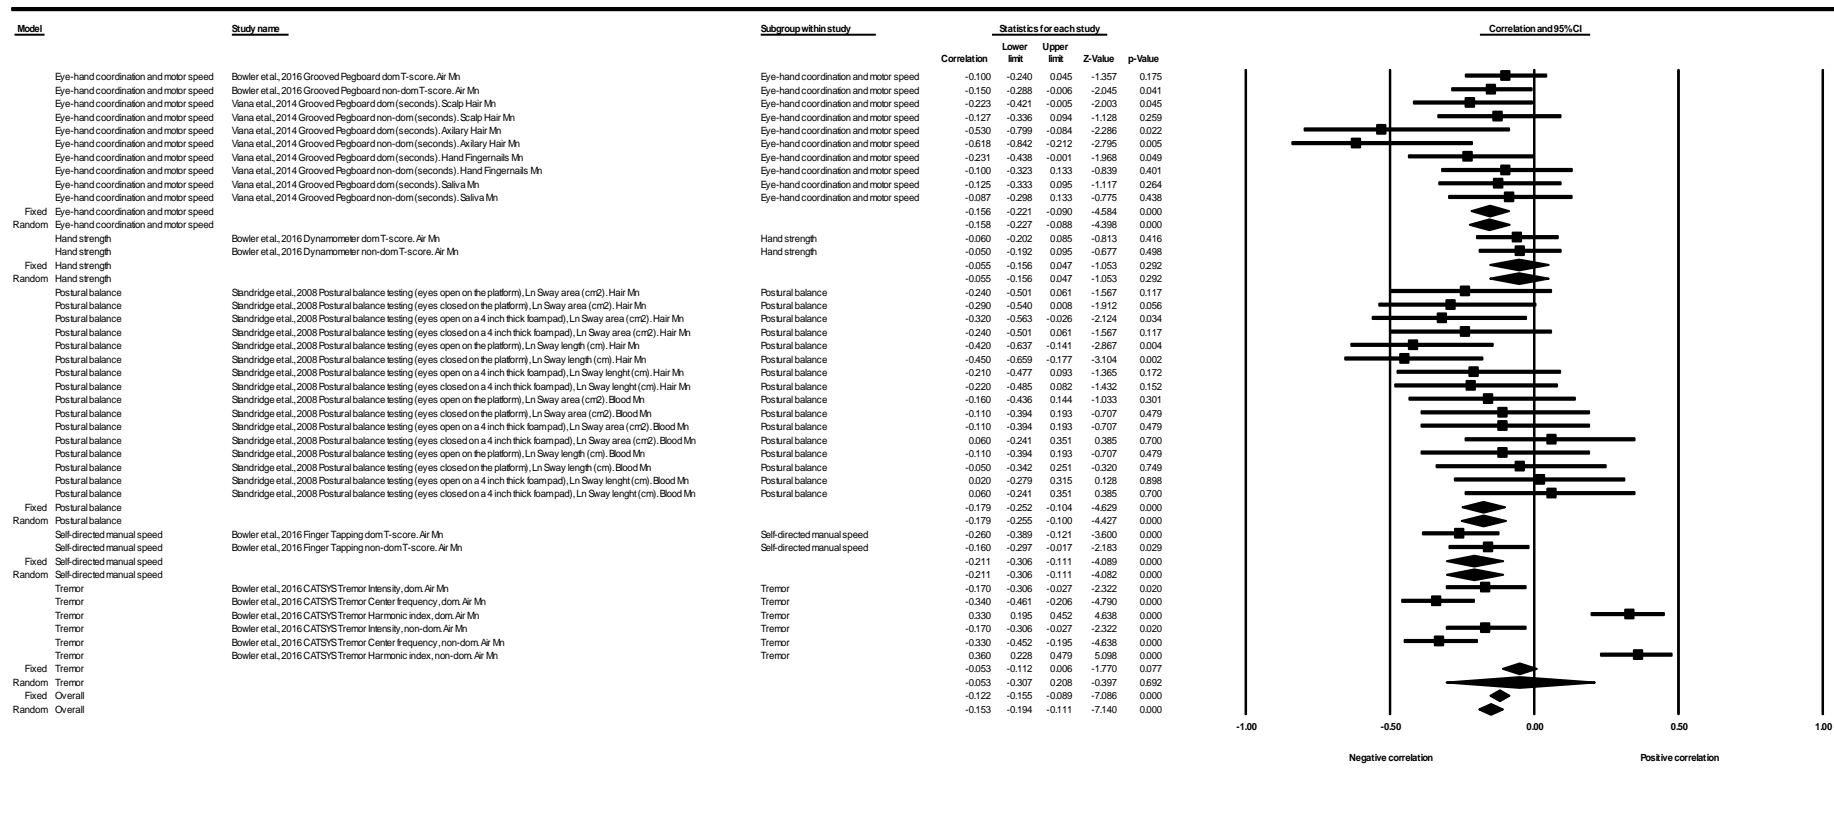 Model Study name Subgroup within study Statistics for each study Correlation and 95% CI
Lower Upper
Correlation limit limit Z-Value p-Value
Eye-hand coordination and motor speed Bowler et al., 2016 Grooved Pegboard dom T-score. Air Mn Eye-hand coordination and motor speed -0.100 -0.240 0.045 -1.357 0.175
Eye-hand coordination and motor speed Bowler et al., 2016 Grooved Pegboard non-dom T-score. Air Mn Eye-hand coordination and motor speed -0.150 -0.288 -0.006 -2.045 0.041
Eye-hand coordination and motor speed Viana et al., 2014 Grooved Pegboard dom (seconds). Scalp Hair Mn Eye-hand coordination and motor speed -0.223 -0.421 -0.005 -2.003 0.045
Eye-hand coordination and motor speed Viana et al., 2014 Grooved Pegboard non-dom (seconds). Scalp Hair Mn Eye-hand coordination and motor speed -0.127 -0.336 0.094 -1.128 0.259
Eye-hand coordination and motor speed Viana et al., 2014 Grooved Pegboard dom (seconds). Axilary Hair Mn Eye-hand coordination and motor speed -0.530 -0.799 -0.084 -2.286 0.022
Eye-hand coordination and motor speed Viana et al., 2014 Grooved Pegboard non-dom (seconds). Axilary Hair Mn Eye-hand coordination and motor speed -0.618 -0.842 -0.212 -2.795 0.005
Eye-hand coordination and motor speed Viana et al., 2014 Grooved Pegboard dom (seconds). Hand Fingernails Mn Eye-hand coordination and motor speed -0.231 -0.438 -0.001 -1.968 0.049
Eye-hand coordination and motor speed Viana et al., 2014 Grooved Pegboard non-dom (seconds). Hand Fingernails Mn Eye-hand coordination and motor speed -0.100 -0.323 0.133 -0.839 0.401
Eye-hand coordination and motor speed Viana et al., 2014 Grooved Pegboard dom (seconds). Saliva Mn Eye-hand coordination and motor speed -0.125 -0.333 0.095 -1.117 0.264
Eye-hand coordination and motor speed Viana et al., 2014 Grooved Pegboard non-dom (seconds). Saliva Mn Eye-hand coordination and motor speed -0.087 -0.298 0.133 -0.775 0.438
Fixed Eye-hand coordination and motor speed -0.156 -0.221 -0.090 -4.584 0.000
Random Eye-hand coordination and motor speed -0.158 -0.227 -0.088 -4.398 0.000
Hand strength Bowler et al., 2016 Dynamometer dom T-score. Air Mn Hand strength -0.060 -0.202 0.085 -0.813 0.416
Hand strength Bowler et al., 2016 Dynamometer non-dom T-score. Air Mn Hand strength -0.050 -0.192 0.095 -0.677 0.498
Fixed Hand strength -0.055 -0.156 0.047 -1.053 0.292
Random Hand strength -0.055 -0.156 0.047 -1.053 0.292
Postural balance Standridge et al., 2008 Postural balance testing (eyes open on the platform), Ln Sway area (cm2). Hair Mn Postural balance -0.240 -0.501 0.061 -1.567 0.117
Postural balance Standridge et al., 2008 Postural balance testing (eyes closed on the platform), Ln Sway area (cm2). Hair Mn Postural balance -0.290 -0.540 0.008 -1.912 0.056
Postural balance Standridge et al., 2008 Postural balance testing (eyes open on a 4 inch thick foam pad), Ln Sway area (cm2). Hair Mn Postural balance -0.320 -0.563 -0.026 -2.124 0.034
Postural balance Standridge et al., 2008 Postural balance testing (eyes closed on a 4 inch thick foam pad), Ln Sway area (cm2). Hair Mn Postural balance -0.240 -0.501 0.061 -1.567 0.117
Postural balance Standridge et al., 2008 Postural balance testing (eyes open on the platform), Ln Sway length (cm). Hair Mn Postural balance -0.420 -0.637 -0.141 -2.867 0.004
Postural balance Standridge et al., 2008 Postural balance testing (eyes closed on the platform), Ln Sway length (cm). Hair Mn Postural balance -0.450 -0.659 -0.177 -3.104 0.002
Postural balance Standridge et al., 2008 Postural balance testing (eyes open on a 4 inch thick foam pad), Ln Sway lenght (cm). Hair Mn Postural balance -0.210 -0.477 0.093 -1.365 0.172
Postural balance Standridge et al., 2008 Postural balance testing (eyes closed on a 4 inch thick foam pad), Ln Sway lenght (cm). Hair Mn Postural balance -0.220 -0.485 0.082 -1.432 0.152
Postural balance Standridge et al., 2008 Postural balance testing (eyes open on the platform), Ln Sway area (cm2). Blood Mn Postural balance -0.160 -0.436 0.144 -1.033 0.301
Postural balance Standridge et al., 2008 Postural balance testing (eyes closed on the platform), Ln Sway area (cm2). Blood Mn Postural balance -0.110 -0.394 0.193 -0.707 0.479
Postural balance Standridge et al., 2008 Postural balance testing (eyes open on a 4 inch thick foam pad), Ln Sway area (cm2). Blood Mn Postural balance -0.110 -0.394 0.193 -0.707 0.479
Postural balance Standridge et al., 2008 Postural balance testing (eyes closed on a 4 inch thick foam pad), Ln Sway area (cm2). Blood Mn Postural balance 0.060 -0.241 0.351 0.385 0.700
Postural balance Standridge et al., 2008 Postural balance testing (eyes open on the platform), Ln Sway length (cm). Blood Mn Postural balance -0.110 -0.394 0.193 -0.707 0.479
Postural balance Standridge et al., 2008 Postural balance testing (eyes closed on the platform), Ln Sway length (cm). Blood Mn Postural balance -0.050 -0.342 0.251 -0.320 0.749
Postural balance Standridge et al., 2008 Postural balance testing (eyes open on a 4 inch thick foam pad), Ln Sway lenght (cm). Blood Mn Postural balance 0.020 -0.279 0.315 0.128 0.898
Postural balance Standridge et al., 2008 Postural balance testing (eyes closed on a 4 inch thick foam pad), Ln Sway lenght (cm). Blood Mn Postural balance 0.060 -0.241 0.351 0.385 0.700
Fixed Postural balance -0.179 -0.252 -0.104 -4.629 0.000
Random Postural balance -0.179 -0.255 -0.100 -4.427 0.000
Self-directed manual speed Bowler et al., 2016 Finger Tapping dom T-score. Air Mn Self-directed manual speed -0.260 -0.389 -0.121 -3.600 0.000
Self-directed manual speed Bowler et al., 2016 Finger Tapping non-dom T-score. Air Mn Self-directed manual speed -0.160 -0.297 -0.017 -2.183 0.029
Fixed Self-directed manual speed -0.211 -0.306 -0.111 -4.089 0.000
Random Self-directed manual speed -0.211 -0.306 -0.111 -4.082 0.000
Tremor Bowler et al., 2016 CATSYS Tremor Intensity, dom. Air Mn Tremor -0.170 -0.306 -0.027 -2.322 0.020
Tremor Bowler et al., 2016 CATSYS Tremor Center frequency, dom. Air Mn Tremor -0.340 -0.461 -0.206 -4.790 0.000
Tremor Bowler et al., 2016 CATSYS Tremor Harmonic index, dom. Air Mn Tremor 0.330 0.195 0.452 4.638 0.000
Tremor Bowler et al., 2016 CATSYS Tremor Intensity, non-dom. Air Mn Tremor -0.170 -0.306 -0.027 -2.322 0.020
Tremor Bowler et al., 2016 CATSYS Tremor Center frequency, non-dom. Air Mn Tremor -0.330 -0.452 -0.195 -4.638 0.000
Tremor Bowler et al., 2016 CATSYS Tremor Harmonic index, non-dom. Air Mn Tremor 0.360 0.228 0.479 5.098 0.000
Fixed Tremor -0.053 -0.112 0.006 -1.770 0.077
Random Tremor -0.053 -0.307 0.208 -0.397 0.692
Fixed Overall -0.122 -0.155 -0.089 -7.086 0.000
Random Overall -0.153 -0.194 -0.111 -7.140 0.000
-1.00 -0.50 0.00 0.50 1.00
Negative correlation Positive correlation